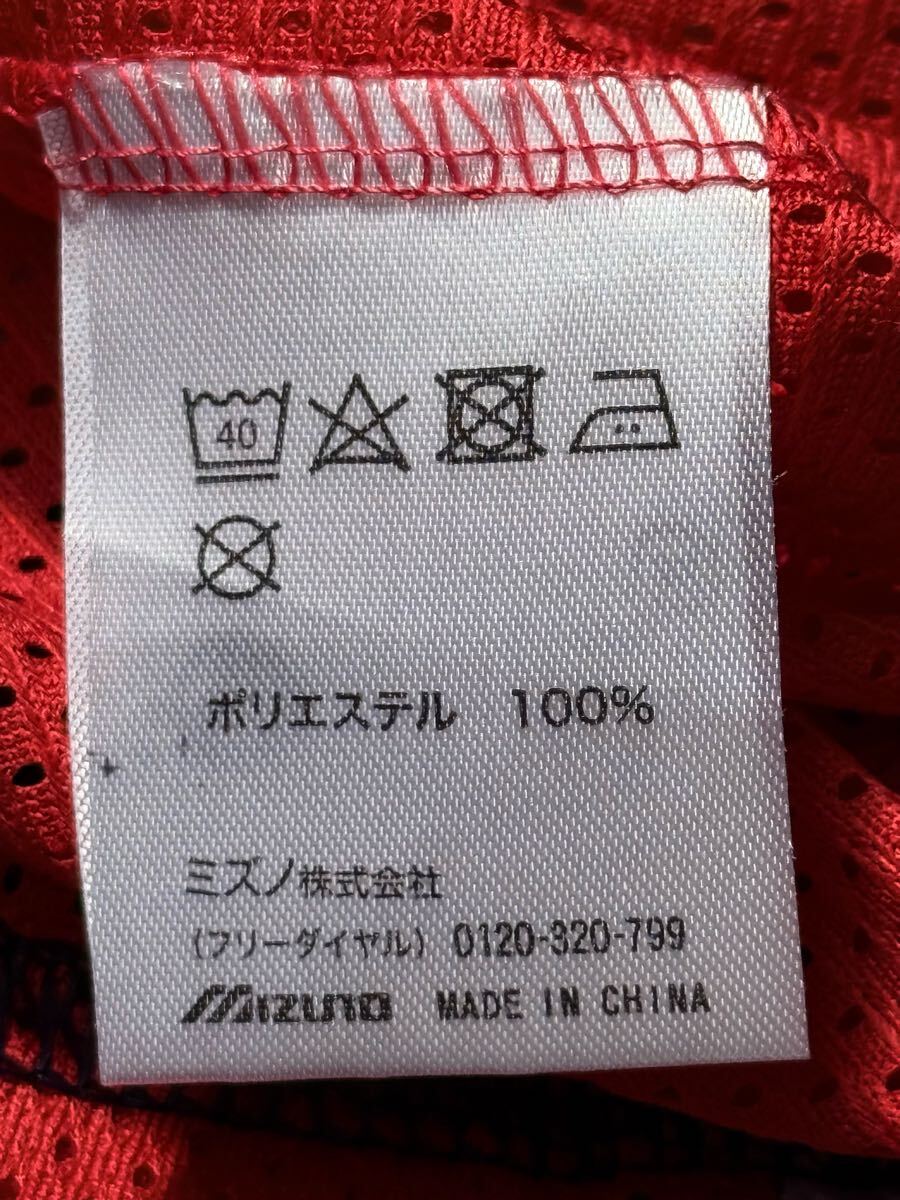 40
ポリエステル 100%
ミズノ株式会社
(フリーダイヤル) 0120-320-799
Mizuno MADE IN CHINA